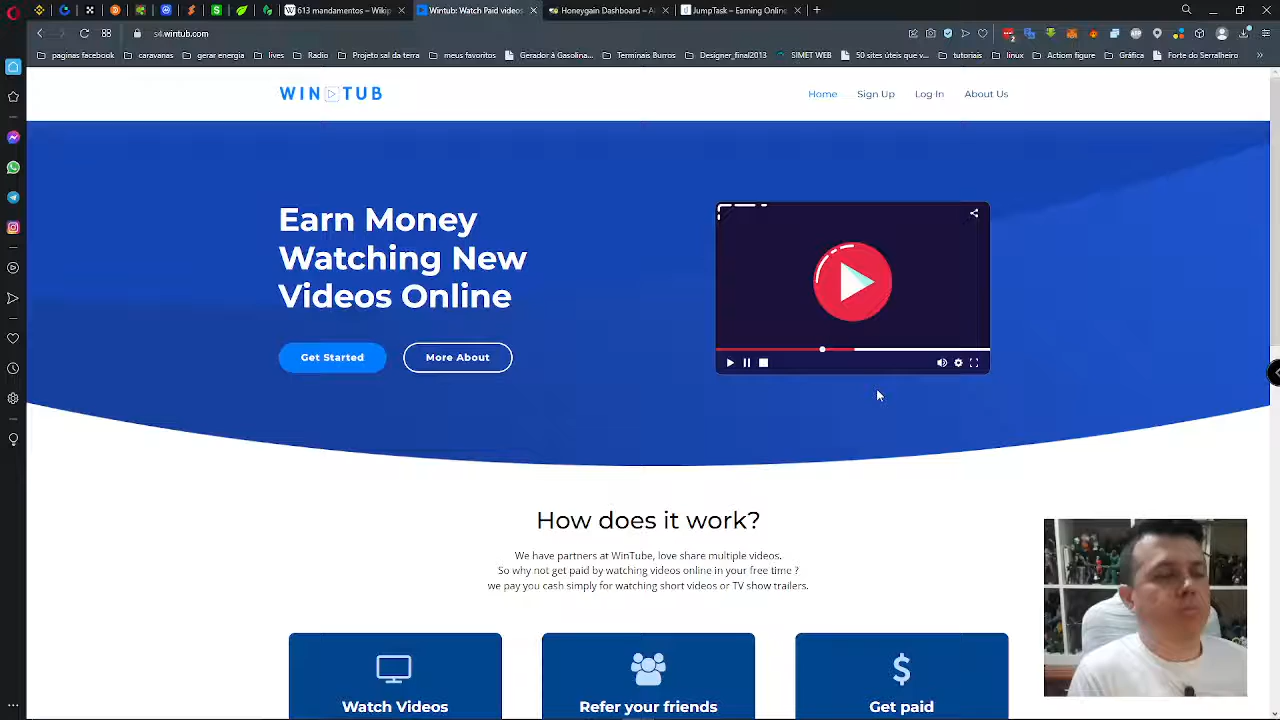 613 mandamentos – Wikip
Wintub: Watch Paid videos
Honeygain Dashboard –
JumpTask – Earning Online
s4.wintub.com
paginas Facebook
caravanas
gerar energia
lives
Radio
Projeto sal da terra
mantras
meus favoritos
Gerador à Gasolina...
Terminais Burros
Designer_final2013
SIMET WEB
50 sites úteis que v...
tutoriais
linux
Action figure
Gráfica
Forte do Serralheiro
WIN TUB
Home
Sign Up
Log In
About Us
Earn Money
Watching New
Videos Online
Get Started
More About
How does it work?
We have partners at WinTube, love share multiple videos.
So why not get paid by watching videos online in your free time ?
we pay you cash simply for watching short videos or TV show trailers.
Watch Videos
Refer your friends
Get paid